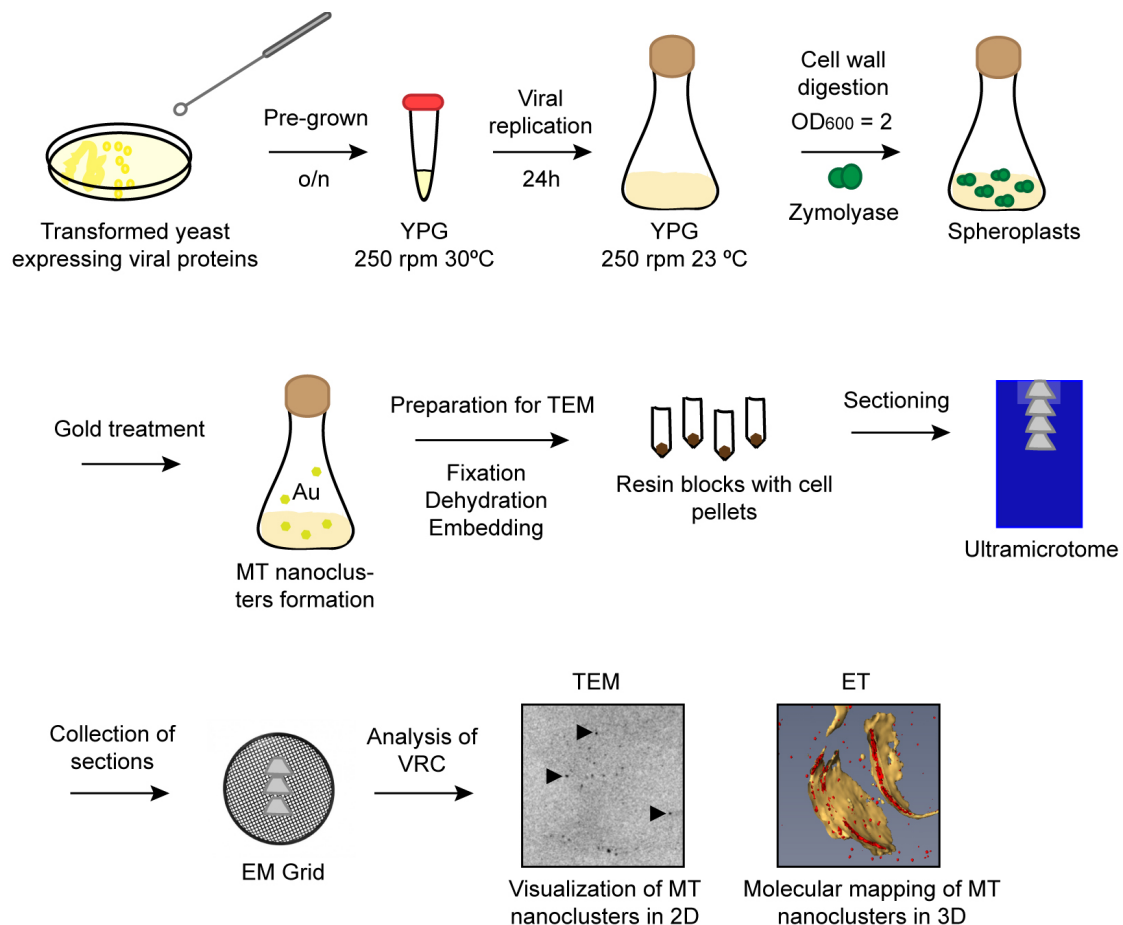 Transformed yeast
expressing viral proteins
Pre-grown
o/n
YPG
250 rpm 30ºC
Viral
replication
24h
YPG
250 rpm 23 ºC
Cell wall
digestion
OD600 = 2
Zymolyase
Spheroplasts
Gold treatment
Au
MT nanoclus-
ters formation
Preparation for TEM
Fixation
Dehydration
Embedding
Resin blocks with cell
pellets
Sectioning
Ultramicrotome
Collection of
sections
EM Grid
Analysis of
VRC
TEM
Visualization of MT
nanoclusters in 2D
ET
Molecular mapping of MT
nanoclusters in 3D